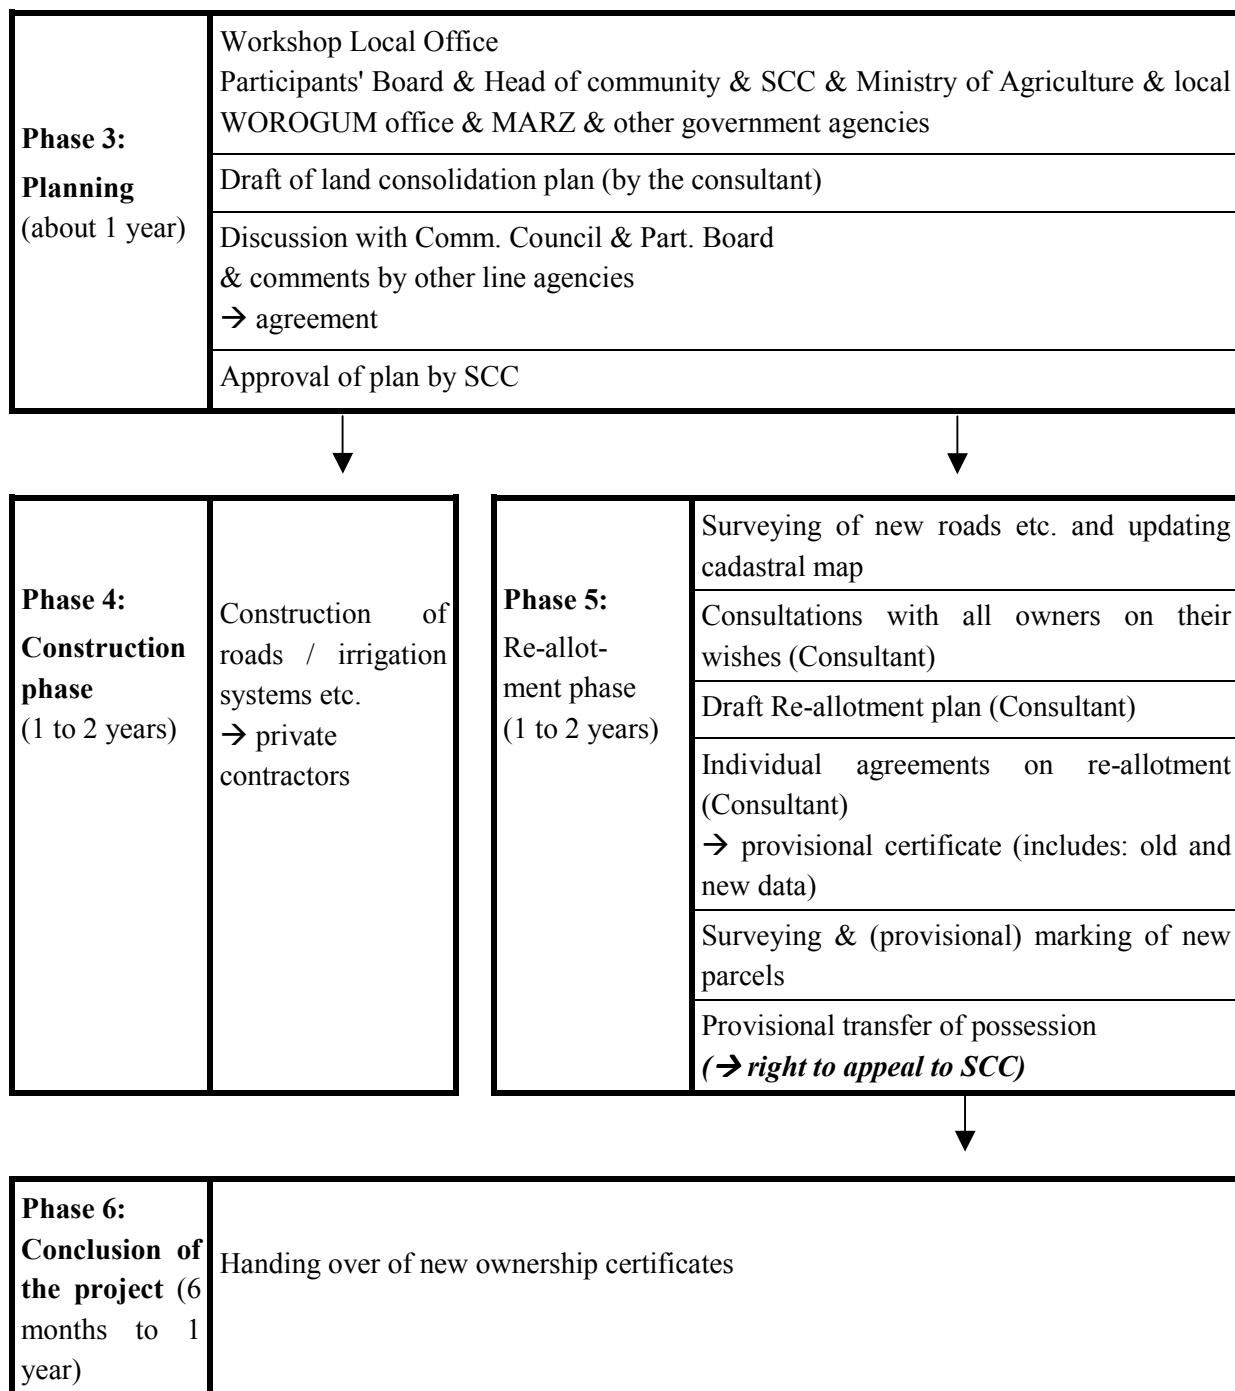 Phase 3:
Planning
(about 1 year)
Workshop Local Office
Participants' Board & Head of community & SCC & Ministry of Agriculture & local
WOROGUM office & MARZ & other government agencies
Draft of land consolidation plan (by the consultant)
Discussion with Comm. Council & Part. Board
& comments by other line agencies
→ agreement
Approval of plan by SCC
Phase 4:
Construction
phase
(1 to 2 years)
Construction of
roads / irrigation
systems etc.
→ private
contractors
Phase 5:
Re-allot-
ment phase
(1 to 2 years)
Surveying of new roads etc. and updating
cadastral map
Consultations with all owners on their
wishes (Consultant)
Draft Re-allotment plan (Consultant)
Individual agreements on re-allotment
(Consultant)
→ provisional certificate (includes: old and
new data)
Surveying & (provisional) marking of new
parcels
Provisional transfer of possession
(→ right to appeal to SCC)
Phase 6:
Conclusion of
the project (6
months to 1
year)
Handing over of new ownership certificates